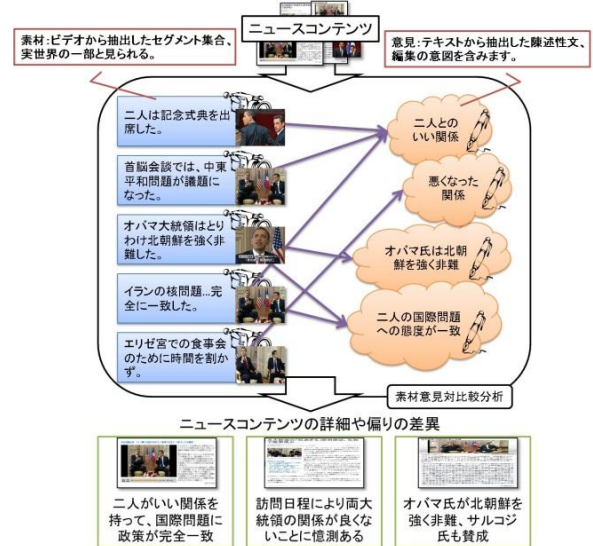 ニュースコンテンツ
素材:ビデオから抽出したセグメント集合、
実世界の一部と見られる。
意見:テキストから抽出した陳述性文、
編集の意図を含みます。
二人は記念式典を出
席した。
首脳会談では、中東
平和問題が議題に
なった。
オバマ大統領はとり
わけ北朝鮮を強く非
難した。
イランの核問題...完
全に一致した。
エリゼ宮での食事会
のために時間を割か
ず。
二人との
いい関係
悪くなった
関係
オバマ氏は北朝
鮮を強く非難
二人の国際問題
への態度が一致
素材意見対比較分析
ニュースコンテンツの詳細や偏りの差異
二人がいい関係を
持って、国際問題に
政策が完全一致
訪問日程により両大
統領の関係が良くな
いことに憶測ある
オバマ氏が北朝鮮を
強く非難、サルコジ
氏も賛成